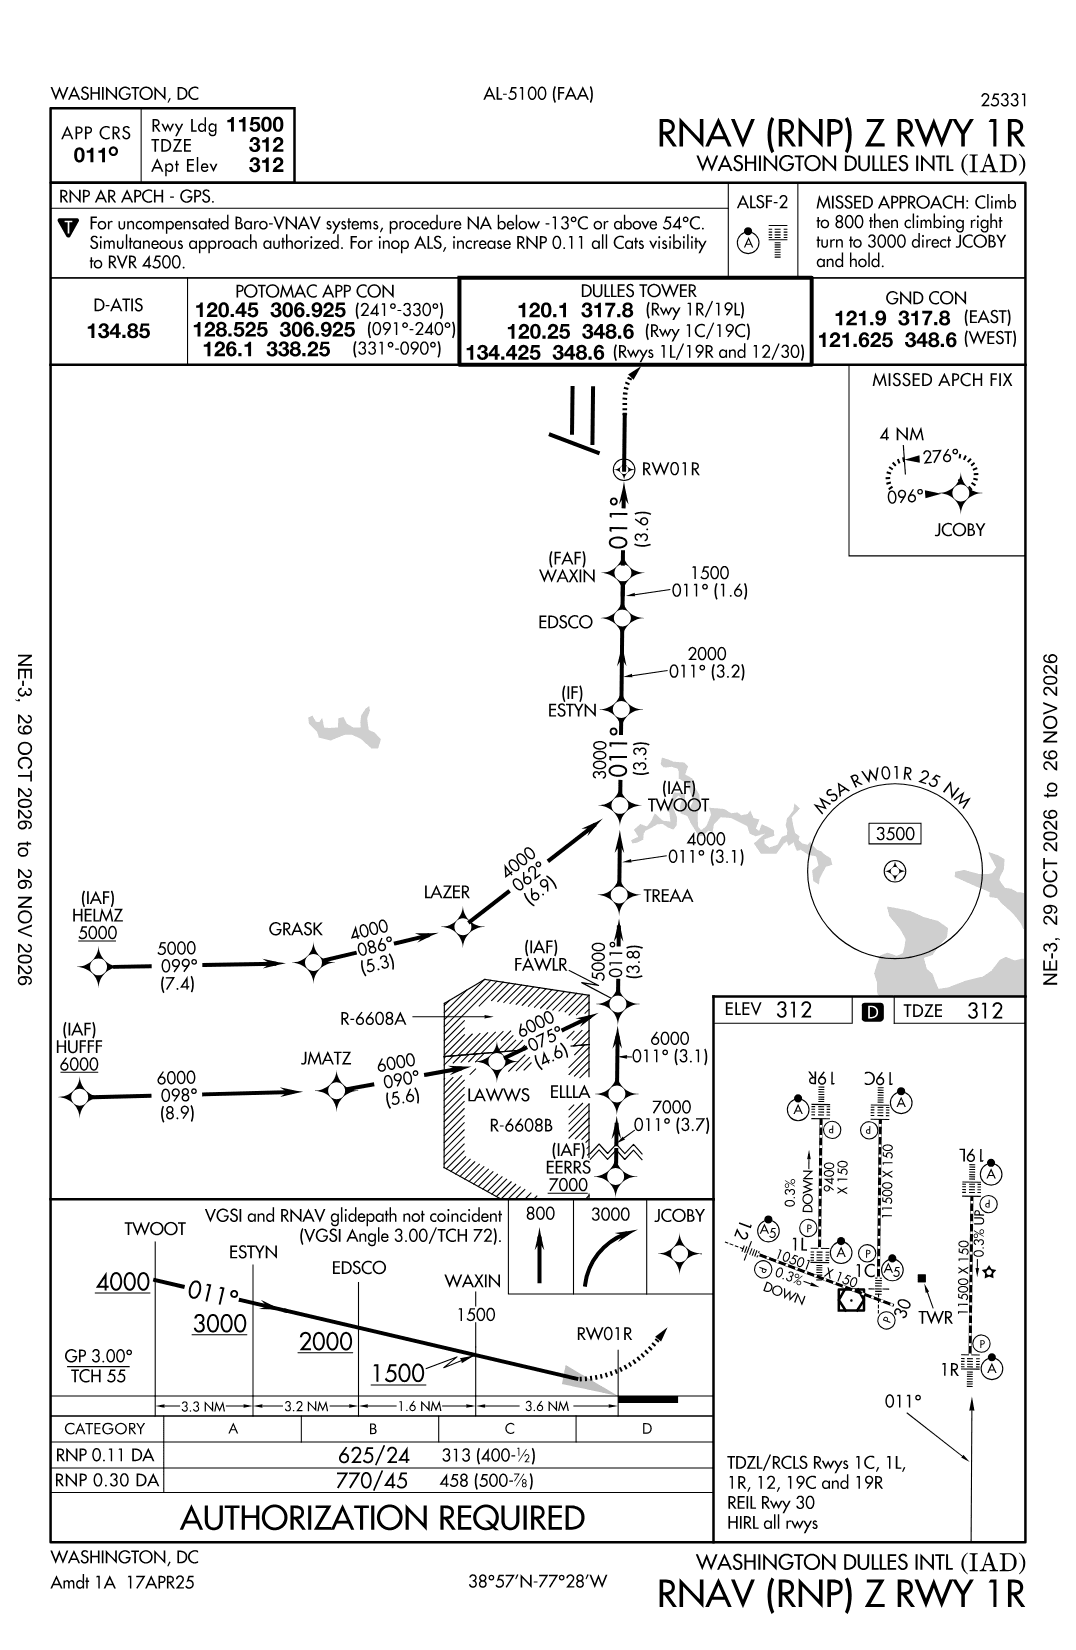 WASHINGTON, DC
AL-5100 (FAA)
25331
APP CRS
011°
Rwy Ldg 11500
TDZE 312
Apt Elev 312
RNAV (RNP) Z RWY 1R
WASHINGTON DULLES INTL (IAD)
RNP AR APCH - GPS.
T
For uncompensated Baro-VNAV systems, procedure NA below -13°C or above 54°C.
Simultaneous approach authorized. For inop ALS, increase RNP 0.11 all Cats visibility
to RVR 4500.
ALSF-2
A
MISSED APPROACH: Climb
to 800 then climbing right
turn to 3000 direct JCOBY
and hold.
D-ATIS
134.85
POTOMAC APP CON
120.45 306.925 (241°-330°)
128.525 306.925 (091°-240°)
126.1 338.25 (331°-090°)
DULLES TOWER
120.1 317.8 (Rwy 1R/19L)
120.25 348.6 (Rwy 1C/19C)
134.425 348.6 (Rwys 1L/19R and 12/30)
GND CON
121.9 317.8 (EAST)
121.625 348.6 (WEST)
MISSED APCH FIX
4 NM
276°
096°
JCOBY
RW01R
011°
(3.6)
(FAF)
WAXIN
1500
011° (1.6)
EDSCO
2000
011° (3.2)
(IF)
ESTYN
3000
011°
(3.3)
(IAF)
TWOOT
4000
011° (3.1)
TREAA
MSA RW01R 25 NM
3500
4000
062°
(6.9)
LAZER
(IAF)
HELMZ
5000
5000
099°
(7.4)
GRASK
4000
086°
(5.3)
(IAF)
FAWLR
5000
011°
(3.8)
R-6608A
6000
075°
(4.6)
(IAF)
HUFFF
6000
6000
098°
(8.9)
JMATZ
6000
090°
(5.6)
LAWWS
R-6608B
6000
011° (3.1)
ELLLA
7000
011° (3.7)
(IAF)
EERRS
7000
ELEV 312
D
TDZE 312
19R
19C
19L
A
A
A
P
P
P
0.3%
DOWN
9400
X 150
11500 X 150
11500 X 150
0.3% UP
A5
P
1L
A
P
1C
A5
12
P
10501 X 150
0.3%
DOWN
P
30
TWR
P
1R
A
011°
TDZL/RCLS Rwys 1C, 1L,
1R, 12, 19C and 19R
REIL Rwy 30
HIRL all rwys
VGSI and RNAV glidepath not coincident
(VGSI Angle 3.00/TCH 72).
800
3000
JCOBY
TWOOT
ESTYN
EDSCO
WAXIN
1500
RW01R
4000
011°
3000
2000
1500
GP 3.00°
TCH 55
3.3 NM
3.2 NM
1.6 NM
3.6 NM
CATEGORY A B C D
RNP 0.11 DA 625/24 313 (400-½)
RNP 0.30 DA 770/45 458 (500-⅞)
AUTHORIZATION REQUIRED
WASHINGTON, DC
Amdt 1A 17APR25
38°57'N-77°28'W
WASHINGTON DULLES INTL (IAD)
RNAV (RNP) Z RWY 1R
NE-3, 29 OCT 2026 to 26 NOV 2026
NE-3, 29 OCT 2026 to 26 NOV 2026